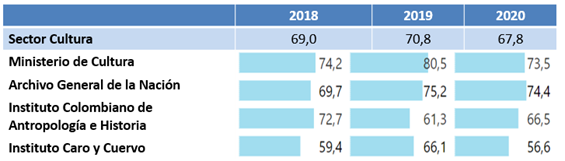 2018 2019 2020
Sector Cultura 69,0 70,8 67,8
Ministerio de Cultura 74,2 80,5 73,5
Archivo General de la Nación 69,7 75,2 74,4
Instituto Colombiano de
Antropología e Historia 72,7 61,3 66,5
Instituto Caro y Cuervo 59,4 66,1 56,6